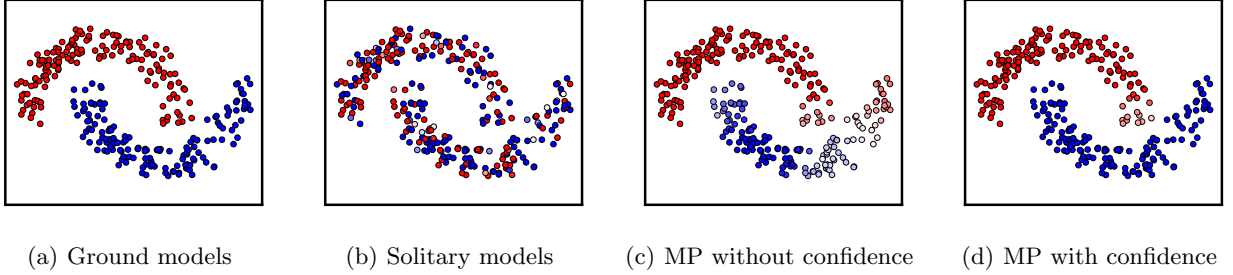 (a) Ground models
(b) Solitary models
(c) MP without confidence
(d) MP with confidence